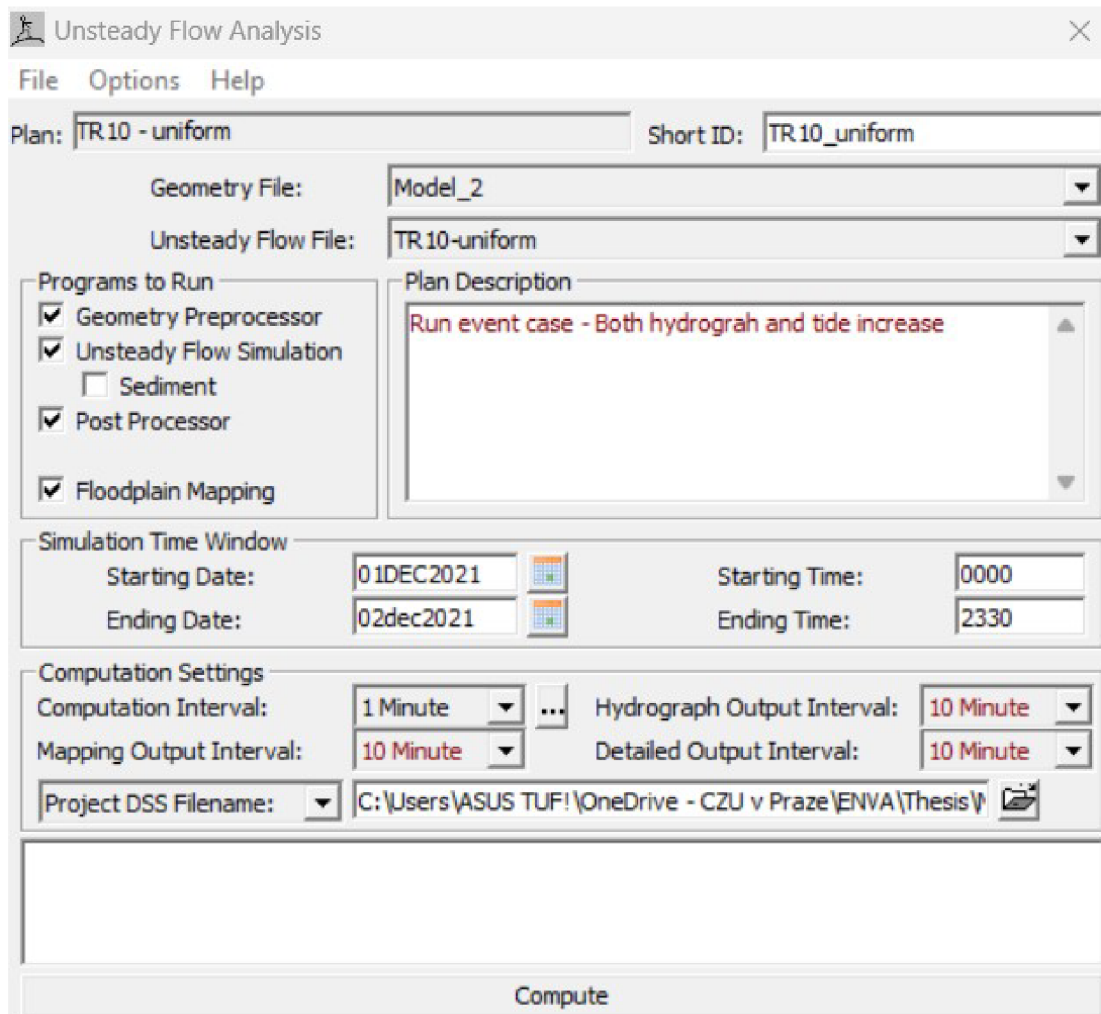 Unsteady Flow Analysis
File Options Help
Plan: TR10 - uniform Short ID: TR10_uniform
Geometry File: Model_2
Unsteady Flow File: TR10-uniform
Programs to Run
Geometry Preprocessor
Unsteady Flow Simulation
Sediment
Post Processor
Floodplain Mapping
Plan Description
Run event case - Both hydrograh and tide increase
Simulation Time Window
Starting Date: 01DEC2021 Starting Time: 0000
Ending Date: 02dec2021 Ending Time: 2330
Computation Settings
Computation Interval: 1 Minute ... Hydrograph Output Interval: 10 Minute
Mapping Output Interval: 10 Minute Detailed Output Interval: 10 Minute
Project DSS Filename: C:\Users\ASUS TUF!\OneDrive - CZU v Praze\ENVA\Thesis\
Compute